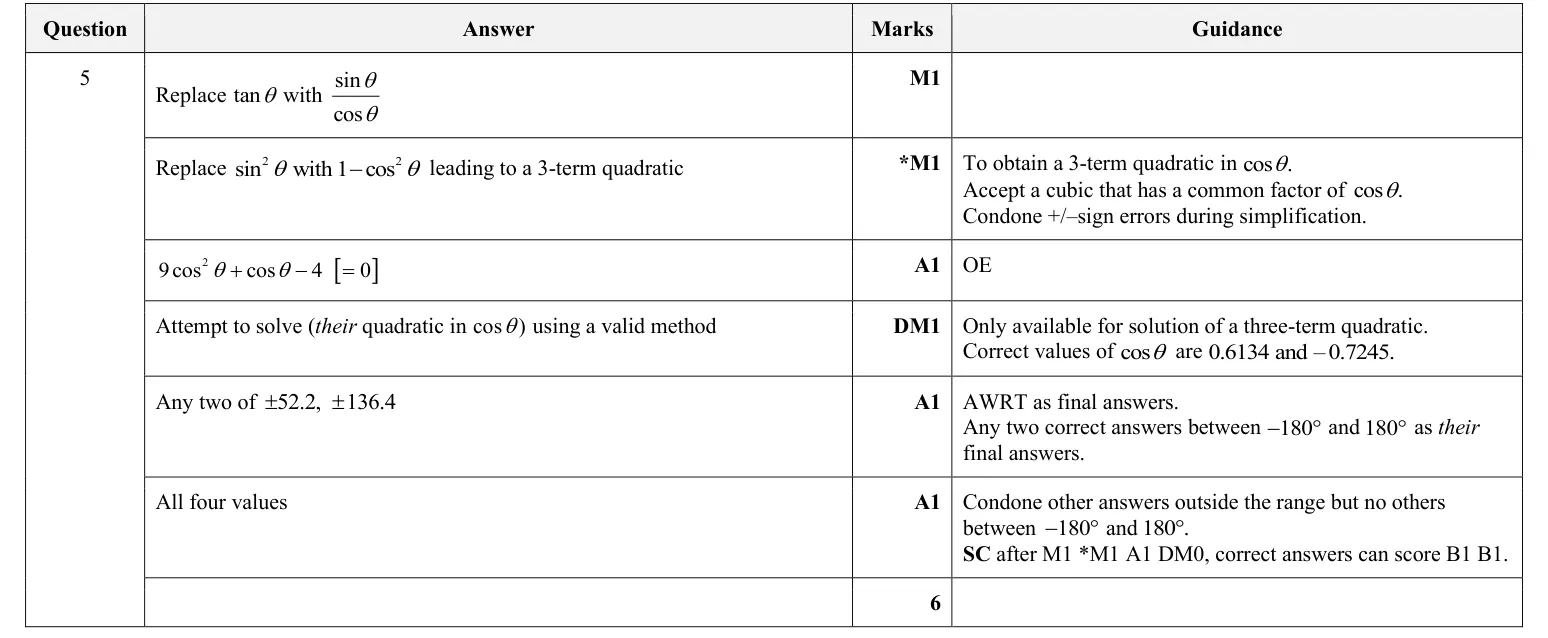 Question Answer Marks Guidance
5 Replace tan θ with sin θ / cos θ M1
Replace sin² θ with 1 – cos² θ leading to a 3-term quadratic *M1 To obtain a 3-term quadratic in cos θ.
Accept a cubic that has a common factor of cos θ.
Condone +/–sign errors during simplification.
9 cos² θ + cos θ – 4 [= 0] A1 OE
Attempt to solve (their quadratic in cos θ) using a valid method DM1 Only available for solution of a three-term quadratic.
Correct values of cos θ are 0.6134 and – 0.7245.
Any two of ±52.2, ±136.4 A1 AWRT as final answers.
Any two correct answers between –180° and 180° as their
final answers.
All four values A1 Condone other answers outside the range but no others
between –180° and 180°.
SC after M1 *M1 A1 DM0, correct answers can score B1 B1.
6